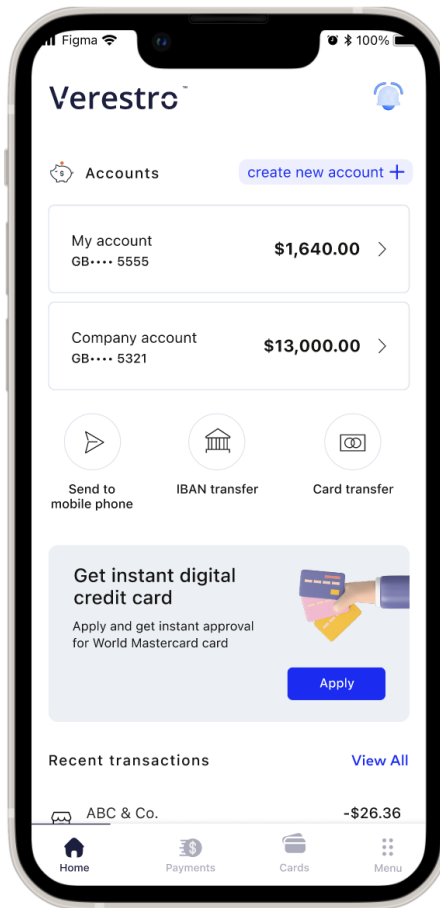 Figma
100%
Verestro™
Accounts
create new account +
My account
$1,640.00
GB•••• 5555
Company account
$13,000.00
GB•••• 5321
Send to
mobile phone
IBAN transfer
Card transfer
Get instant digital
credit card
Apply and get instant approval
for World Mastercard card
Apply
Recent transactions
View All
ABC & Co.
-$26.36
Home
Payments
Cards
Menu